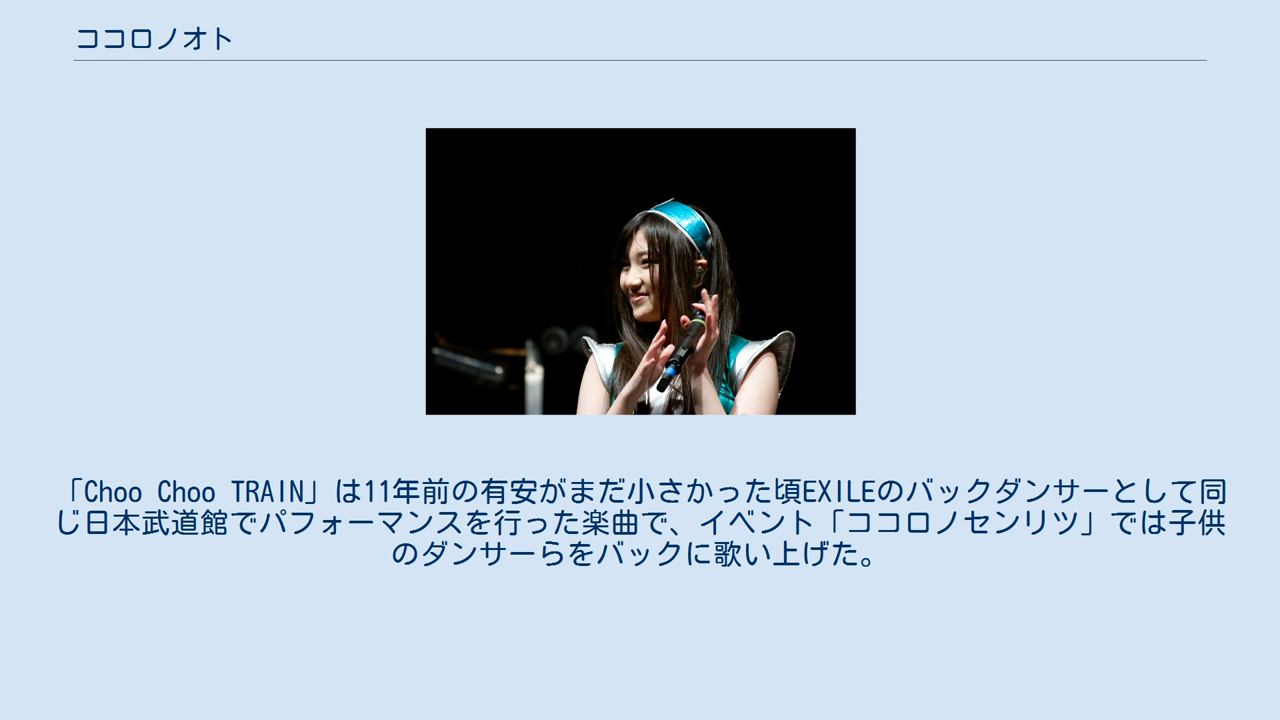 ココロノオト
「Choo Choo TRAIN」は11年前の有安がまだ小さかった頃EXILEのバックダンサーとして同
じ日本武道館でパフォーマンスを行った楽曲で、イベント「ココロノセンリツ」では子供
のダンサーらをバックに歌い上げた。